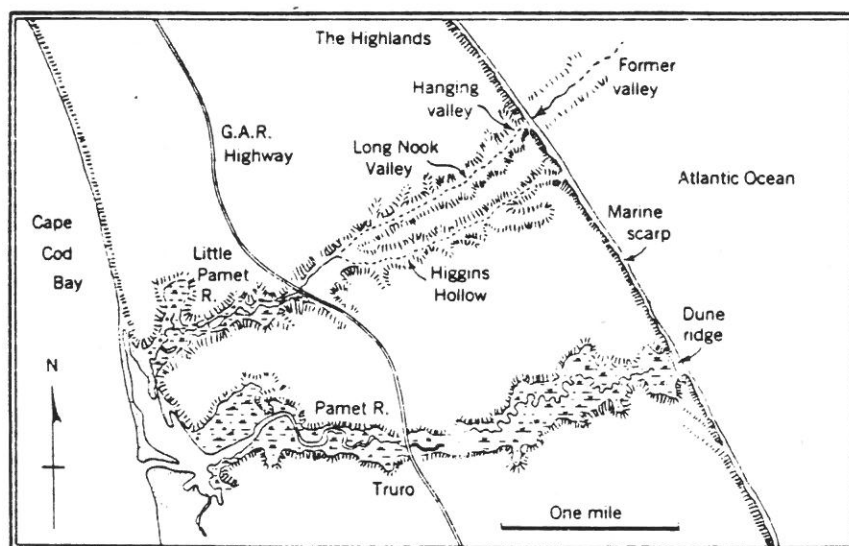 The Highlands
Former
valley
Hanging
valley
G.A.R.
Highway
Long Nook
Valley
Atlantic Ocean
Cape
Cod
Bay
Marine
scarp
Little
Pamet
R.
Higgins
Hollow
Dune
ridge
N
Pamet R.
Truro
One mile